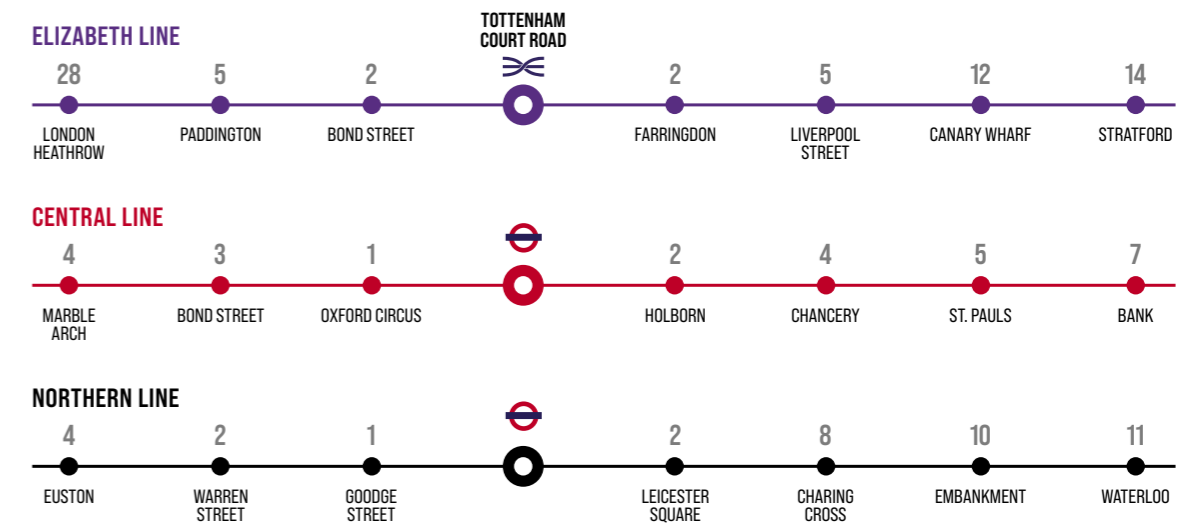 TOTTENHAM
COURT ROAD
ELIZABETH LINE
28 5 2 2 5 12 14
LONDON
HEATHROW
PADDINGTON
BOND STREET
FARRINGDON
LIVERPOOL
STREET
CANARY WHARF
STRATFORD
CENTRAL LINE
4 3 1 2 4 5 7
MARBLE
ARCH
BOND STREET
OXFORD CIRCUS
HOLBORN
CHANCERY
ST. PAULS
BANK
NORTHERN LINE
4 2 1 2 8 10 11
EUSTON
WARREN
STREET
GOODGE
STREET
LEICESTER
SQUARE
CHARING
CROSS
EMBANKMENT
WATERLOO